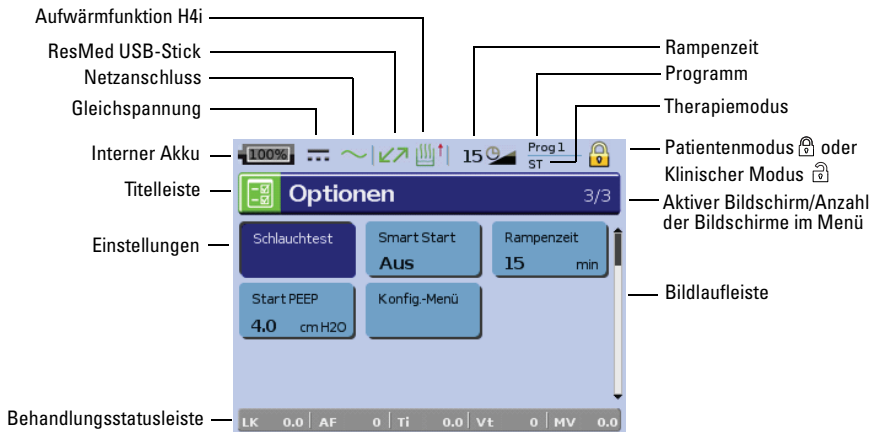 Aufwärmfunktion H4i
ResMed USB-Stick
Netzanschluss
Gleichspannung
Interner Akku
Titelleiste
Einstellungen
Behandlungsstatusleiste
Rampenzeit
Programm
Therapiemodus
Patientenmodus oder
Klinischer Modus
Aktiver Bildschirm/Anzahl
der Bildschirme im Menü
Bildlaufleiste
100%
15
Prog 1
ST
Optionen 3/3
Schlauchtest
Smart Start
Aus
Rampenzeit
15 min
Start PEEP
4.0 cm H2O
Konfig.-Menü
LK 0.0 AF 0 Ti 0.0 Vt 0 MV 0.0